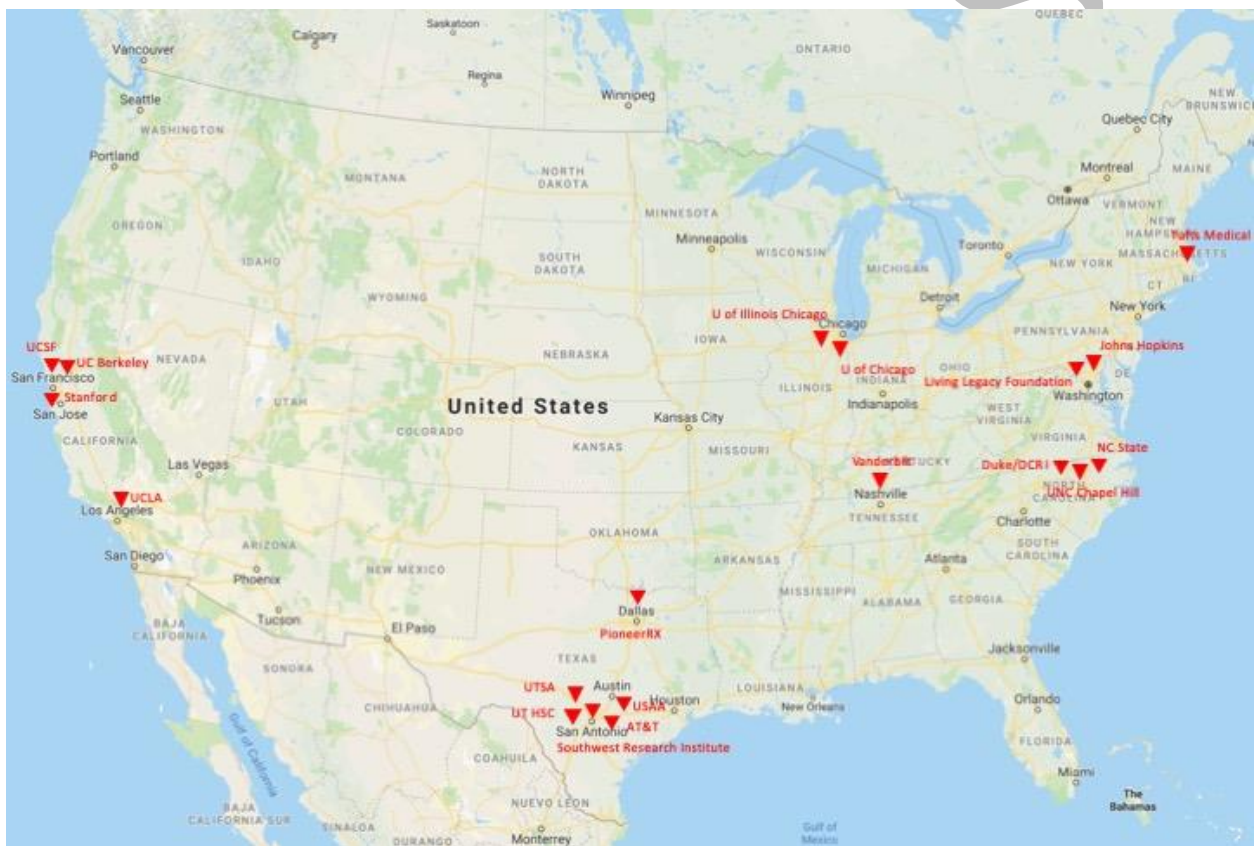 QUEBEC
Saskatoon
Calgary
ONTARIO
Vancouver
Regina
Winnipeg
Seattle
NEW
BRUNSWICK
WASHINGTON
Quebec City
Portland
MONTANA
NORTH
DAKOTA
Montreal
MAINE
Ottawa
VERMONT
MINNESOTA
NEW
OREGON
Minneapolis
WISCONSIN
Toronto
Tufts Medical
SOUTH
DAKOTA
IDAHO
MICHIGAN
NEW YORK
WYOMING
Detroit
CT
RI
New York
U of Illinois Chicago
Chicago
IOWA
PENNSYLVANIA
UCSF
UC Berkeley
NEVADA
NEBRASKA
Johns Hopkins
San Francisco
U of Chicago
OHIO
DE
ILLINOIS
INDIANA
Living Legacy Foundation
Stanford
UTAH
Indianapolis
Washington
San Jose
United States
Kansas City
WEST
VIRGINIA
CALIFORNIA
COLORADO
KANSAS
MISSOURI
VIRGINIA
NC State
Las Vegas
Vanderbilt
Duke/DCRI
UCLA
Nashville
NORTH
UNC Chapel Hill
Los Angeles
TENNESSEE
Charlotte
OKLAHOMA
ARIZONA
SOUTH
CAROLINA
San Diego
NEW MEXICO
ARKANSAS
Atlanta
Phoenix
MISSISSIPPI
ALABAMA
GEORGIA
Dallas
Tucson
El Paso
BAJA
CALIFORNIA
PioneerRX
Jacksonville
TEXAS
SONORA
UTSA
Austin
LOUISIANA
Houston
USAA
New Orleans
Orlando
CHIHUAHUA
UT HSC
AT&T
San Antonio
Southwest Research Institute
Gulf of California
COAHUILA
FLORIDA
Miami
The
Bahamas
NUEVO LEON
BAJA
CALIFORNIA SUR
SINALOA
DURANGO
Monterrey
Gulf of
Mexico